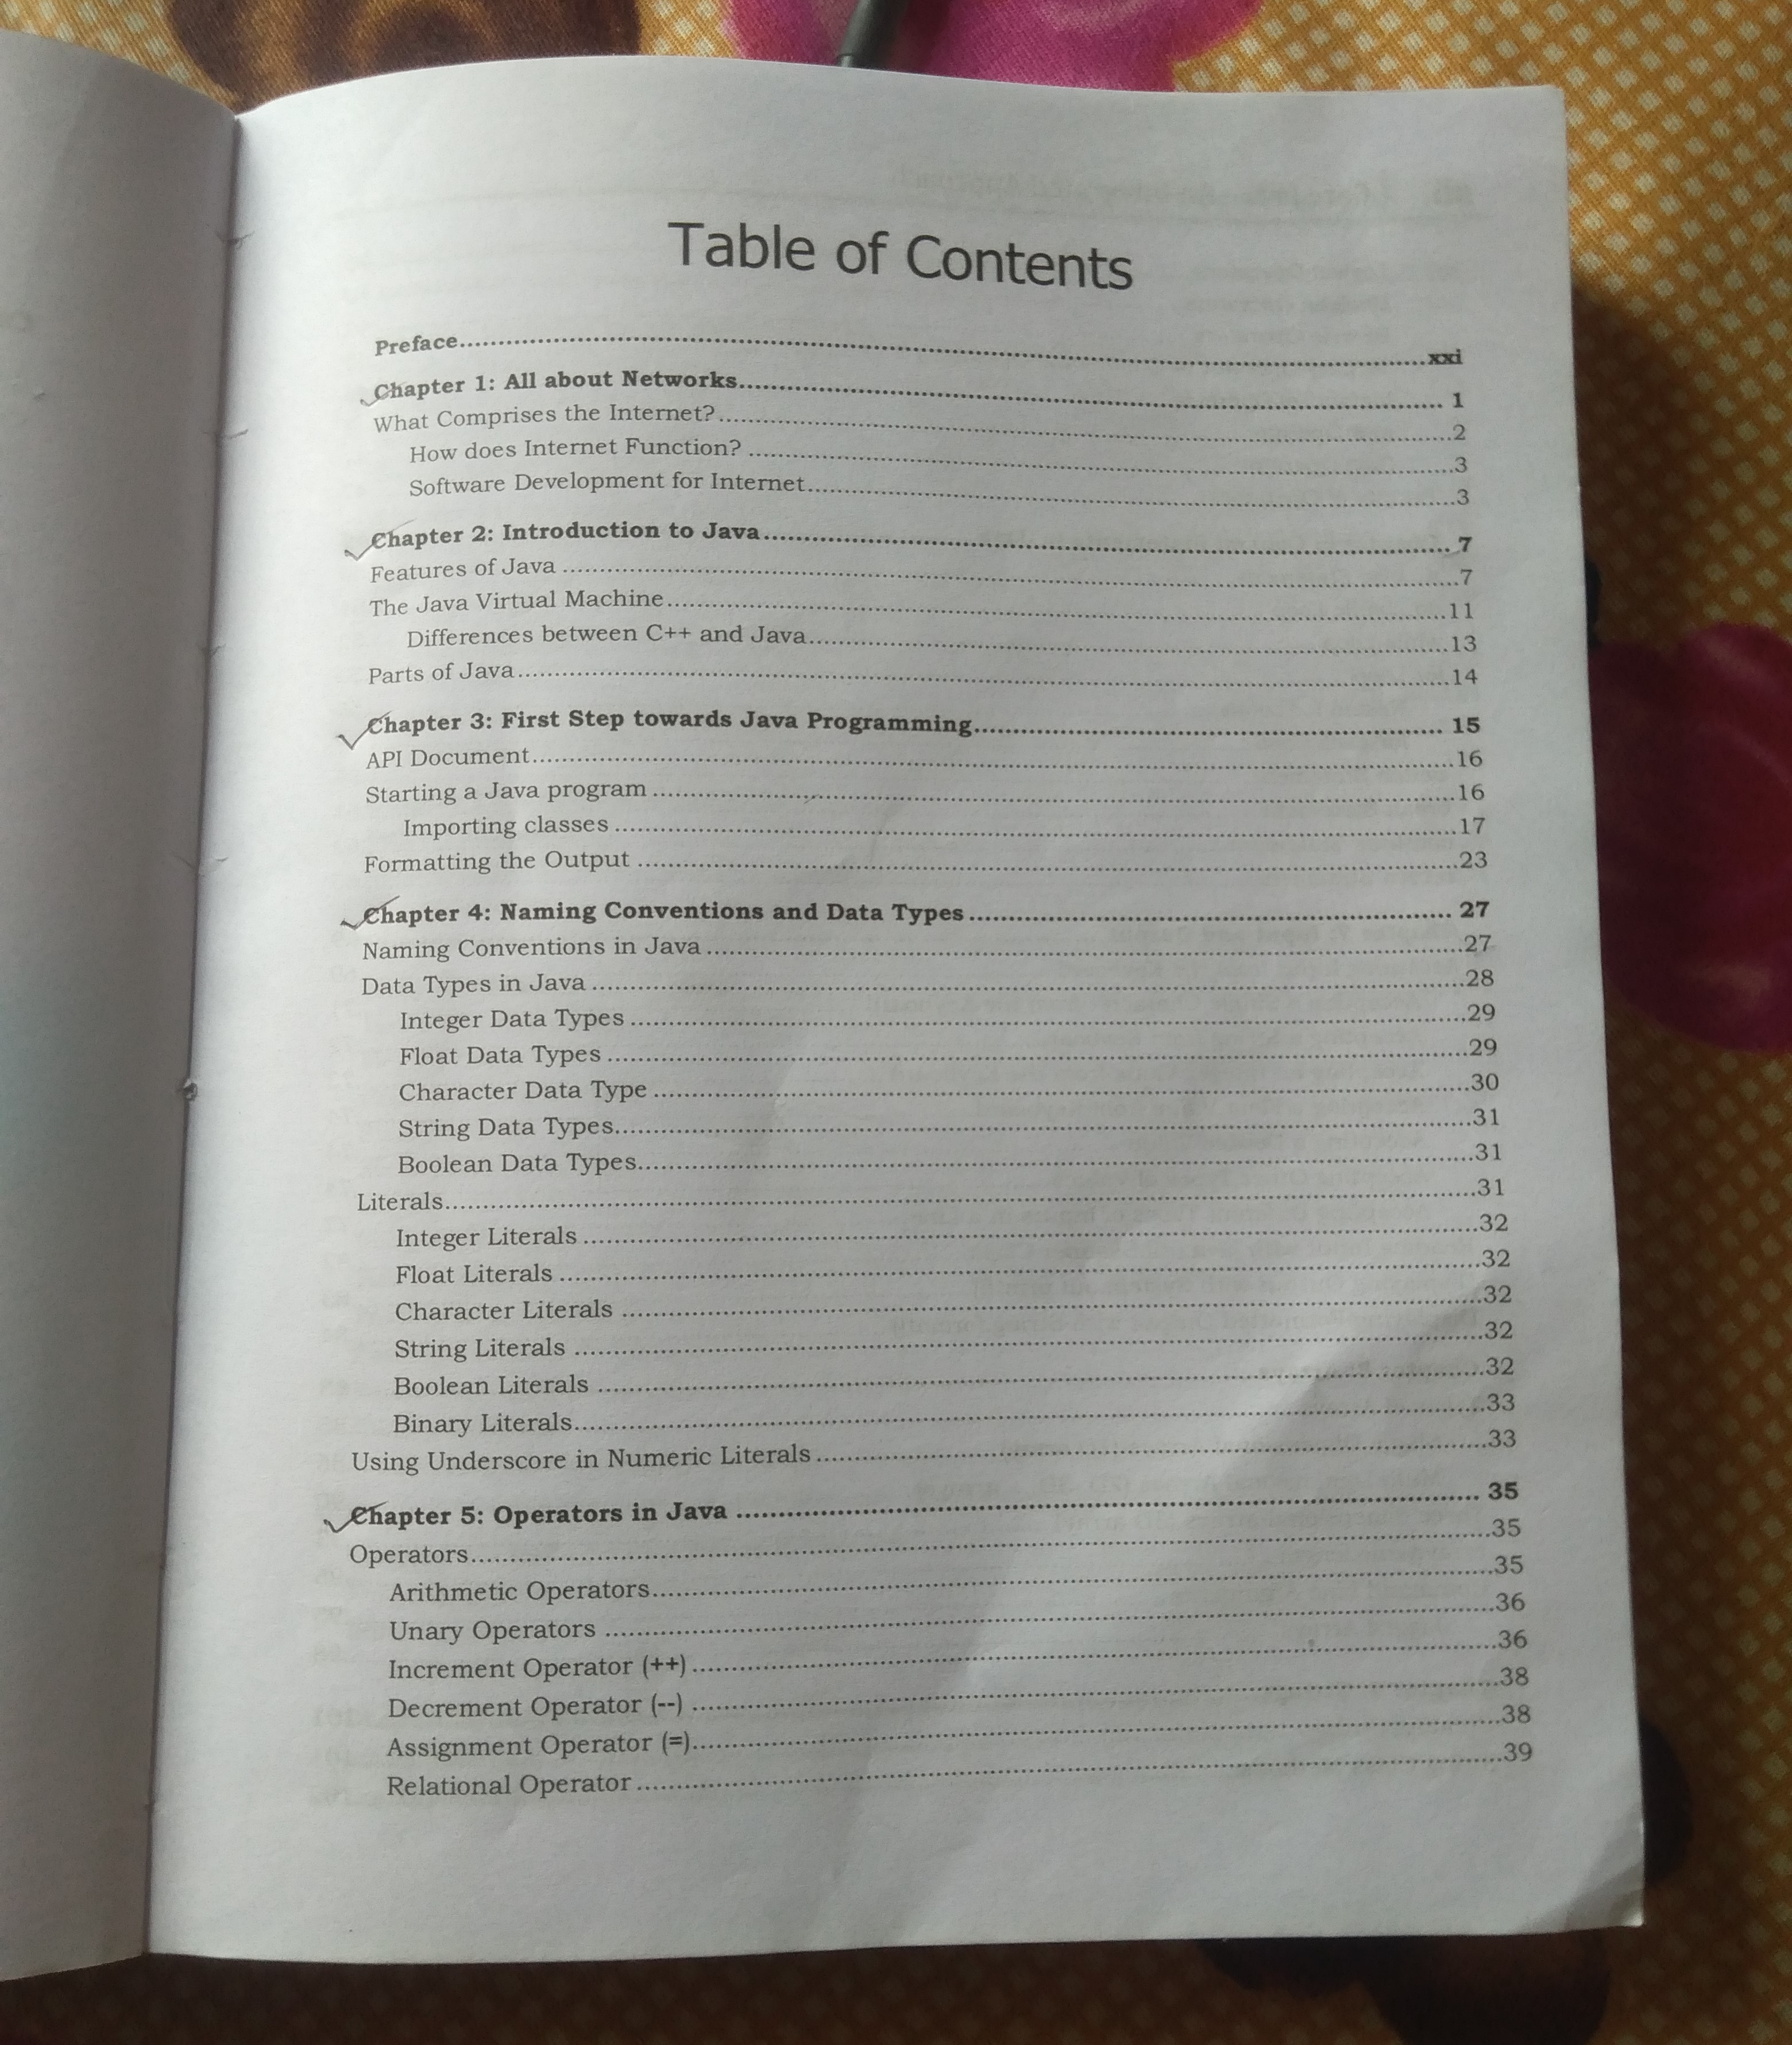 Table of Contents
Preface..........xxi
Chapter 1: All about Networks.......... 1
What Comprises the Internet?..........2
How does Internet Function? ..........3
Software Development for Internet..........3
Chapter 2: Introduction to Java.......... 7
Features of Java ..........7
The Java Virtual Machine..........11
Differences between C++ and Java..........13
Parts of Java..........14
Chapter 3: First Step towards Java Programming.......... 15
API Document..........16
Starting a Java program ..........16
Importing classes ..........17
Formatting the Output ..........23
Chapter 4: Naming Conventions and Data Types.......... 27
Naming Conventions in Java ..........27
Data Types in Java ..........28
Integer Data Types ..........29
Float Data Types ..........29
Character Data Type ..........30
String Data Types..........31
Boolean Data Types..........31
Literals..........31
Integer Literals ..........32
Float Literals ..........32
Character Literals ..........32
String Literals ..........32
Boolean Literals ..........32
Binary Literals..........33
Using Underscore in Numeric Literals ..........33
Chapter 5: Operators in Java .......... 35
Operators..........35
Arithmetic Operators..........35
Unary Operators ..........36
Increment Operator (++) ..........36
Decrement Operator (--) ..........38
Assignment Operator (=)..........38
Relational Operator ..........39